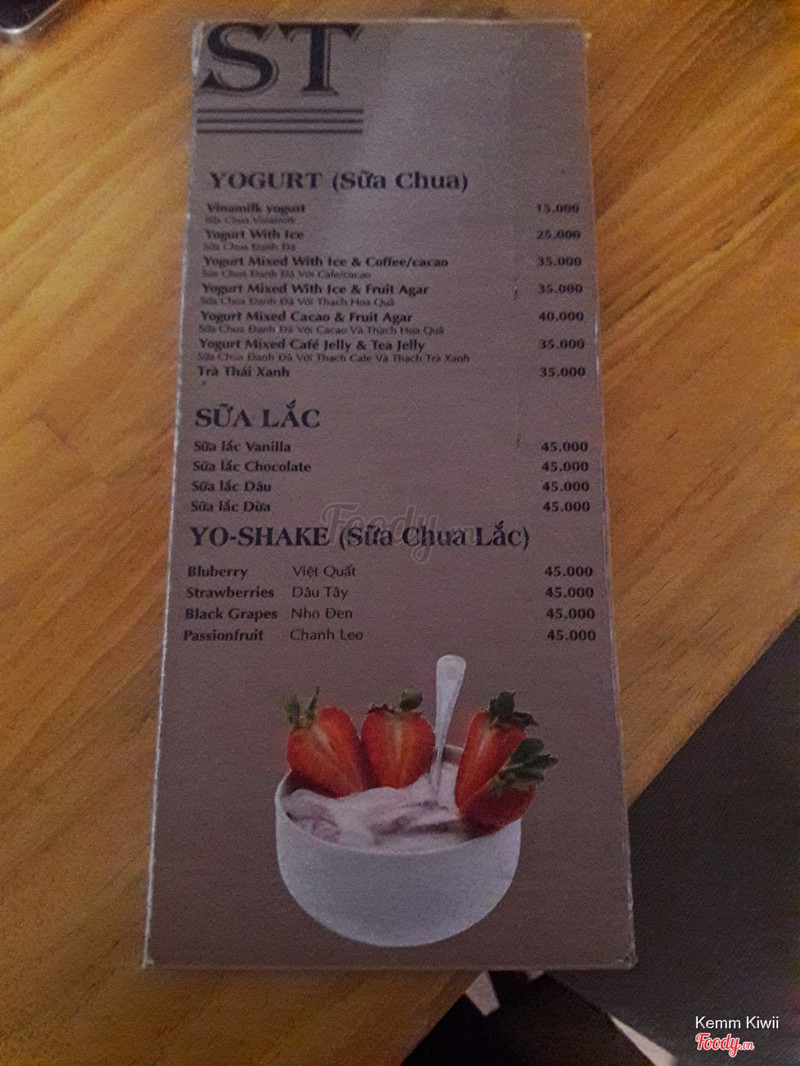 ST
YOGURT (Sữa Chua)
Vinamilk yogurt 15.000
Sữa Chua Vinamilk
Yogurt With Ice 25.000
Sữa Chua Đánh Đá
Yogurt Mixed With Ice & Coffee/cacao 35.000
Sữa Chua Đánh Đá Với Cafe/cacao
Yogurt Mixed With Ice & Fruit Agar 35.000
Sữa Chua Đánh Đá Với Thạch Hoa Quả
Yogurt Mixed Cacao & Fruit Agar 40.000
Sữa Chua Đánh Đá Với Cacao Và Thạch Hoa Quả
Yogurt Mixed Café Jelly & Tea Jelly 35.000
Sữa Chua Đánh Đá Với Thạch Cafe Và Thạch Trà Xanh
Trà Thái Xanh 35.000
SỮA LẮC
Sữa lắc Vanilla 45.000
Sữa lắc Chocolate 45.000
Sữa lắc Dâu 45.000
Sữa lắc Dừa 45.000
Foody.vn
YO-SHAKE (Sữa Chua Lắc)
Bluberry Việt Quất 45.000
Strawberries Dâu Tây 45.000
Black Grapes Nho Đen 45.000
Passionfruit Chanh Leo 45.000
Kemm Kiwii
Foody.vn